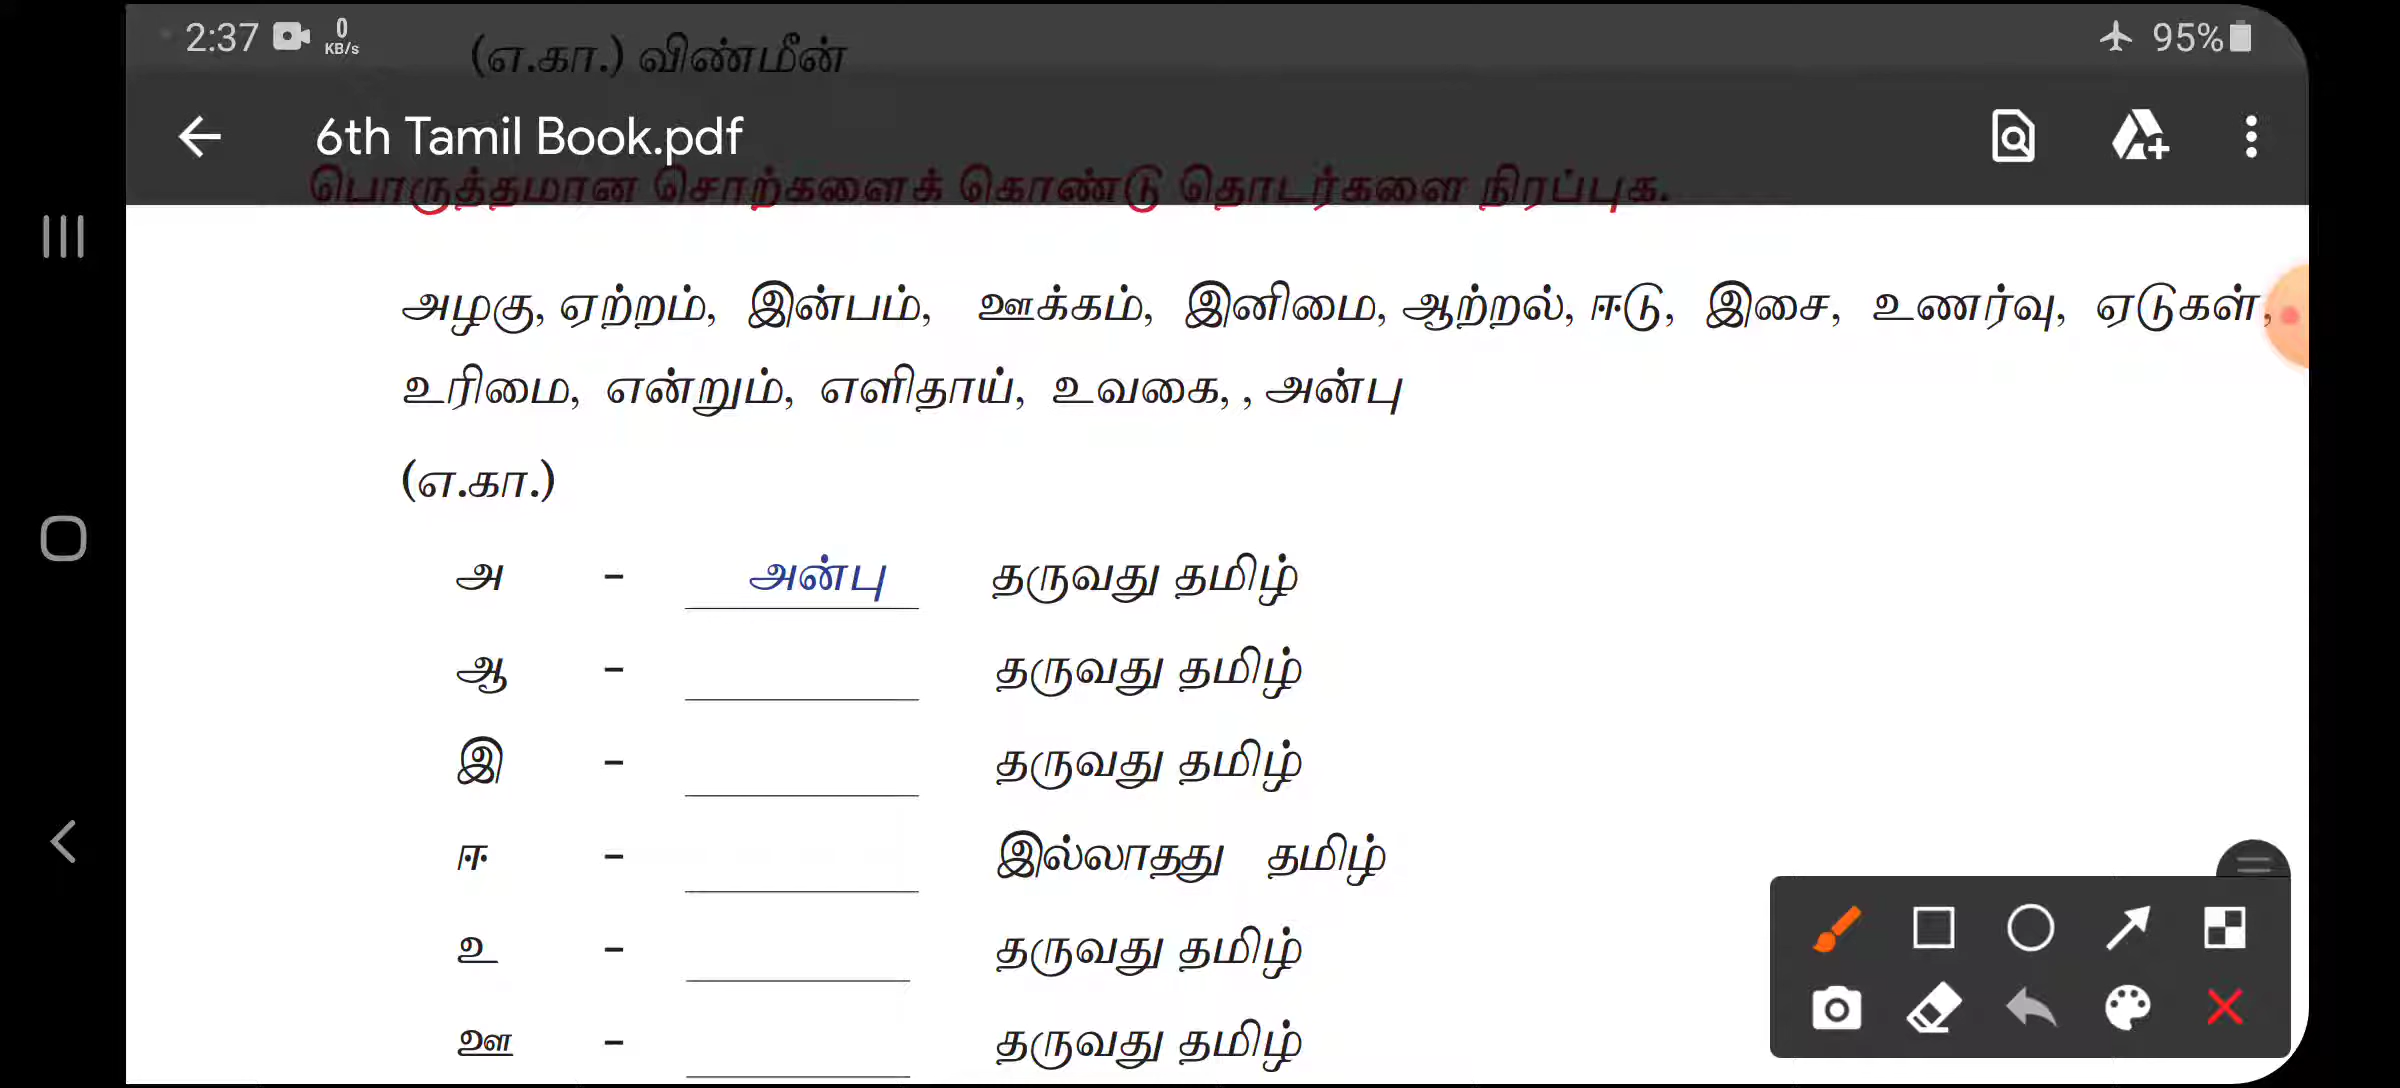 2:37 0 KB/s 95%
(எ.கா.) விண்மீன்
6th Tamil Book.pdf
பொருத்தமான சொற்களைக் கொண்டு தொடர்களை நிரப்புக.
அழகு, ஏற்றம், இன்பம், ஊக்கம், இனிமை, ஆற்றல், ஈடு, இசை, உணர்வு, ஏடுகள்,
உரிமை, என்றும், எளிதாய், உவகை, , அன்பு
(எ.கா.)
அ - அன்பு தருவது தமிழ்
ஆ - தருவது தமிழ்
இ - தருவது தமிழ்
ஈ - இல்லாதது தமிழ்
உ - தருவது தமிழ்
ஊ - தருவது தமிழ்